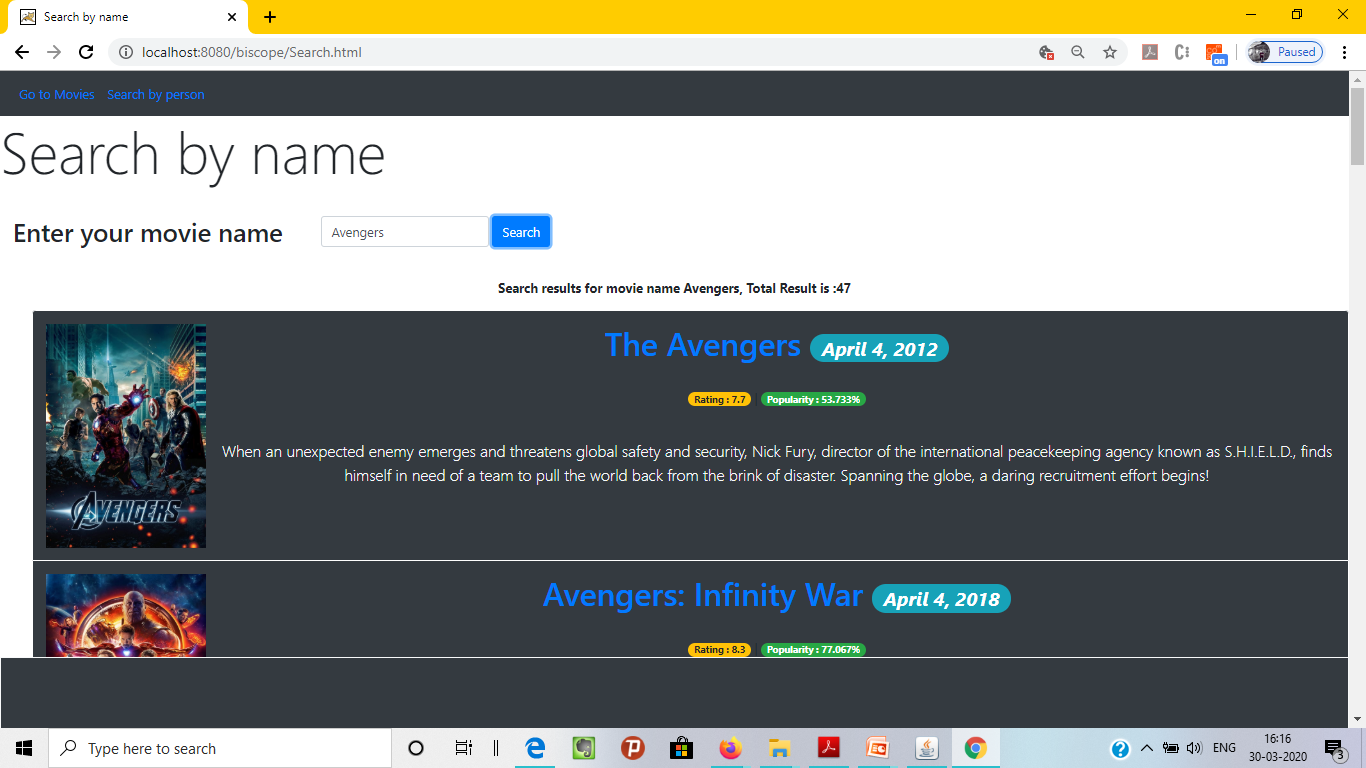 Search by name
localhost:8080/biscope/Search.html
on
Paused
Go to Movies Search by person
Search by name
Enter your movie name Avengers Search
Search results for movie name Avengers, Total Result is :47
The Avengers April 4, 2012
Rating : 7.7 Popularity : 53.733%
When an unexpected enemy emerges and threatens global safety and security, Nick Fury, director of the international peacekeeping agency known as S.H.I.E.L.D., finds
himself in need of a team to pull the world back from the brink of disaster. Spanning the globe, a daring recruitment effort begins!
AVENGERS
Avengers: Infinity War April 4, 2018
Rating : 8.3 Popularity : 77.067%
Type here to search
ENG
16:16
30-03-2020
3